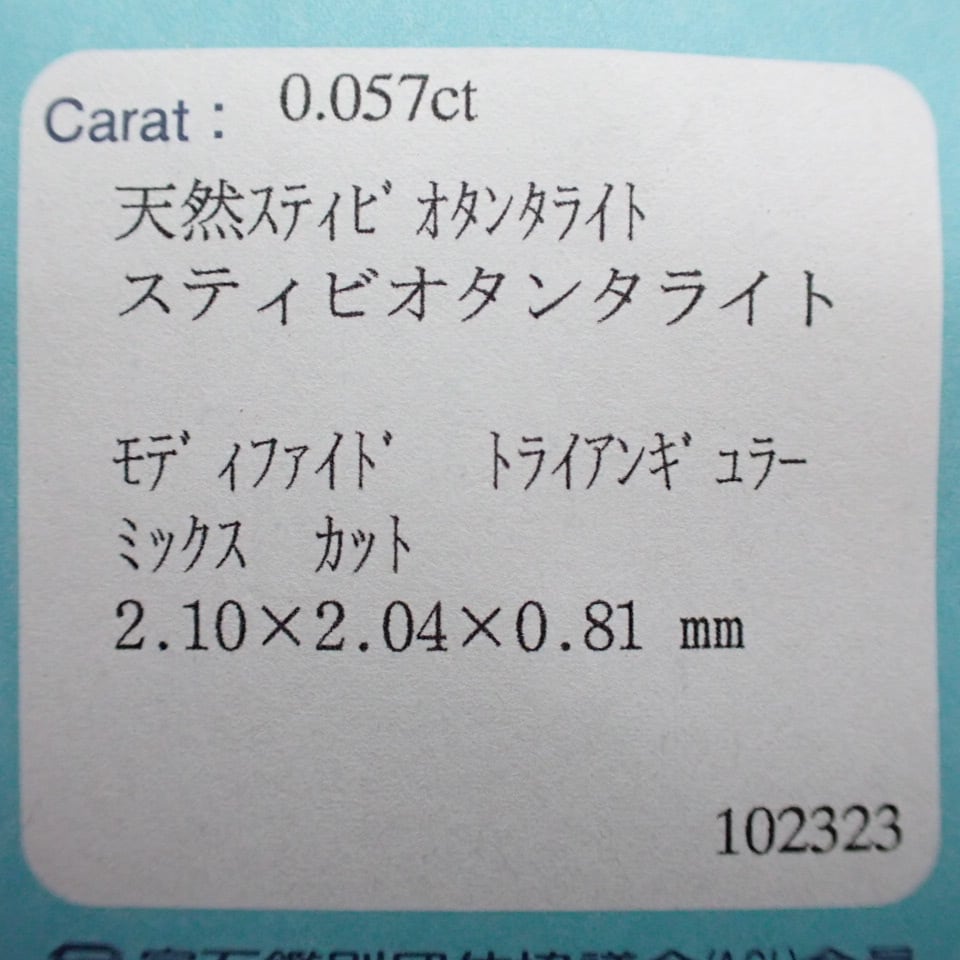 Carat : 0.057ct
天然ｽﾃｨﾋﾞｵﾀﾝﾀﾗｲﾄ
スティビオタンタライト
ﾓﾃﾞｨﾌｧｲﾄﾞ ﾄﾗｲｱﾝｷﾞｭﾗｰ
ﾐｯｸｽ ｶｯﾄ
2.10×2.04×0.81 mm
102323